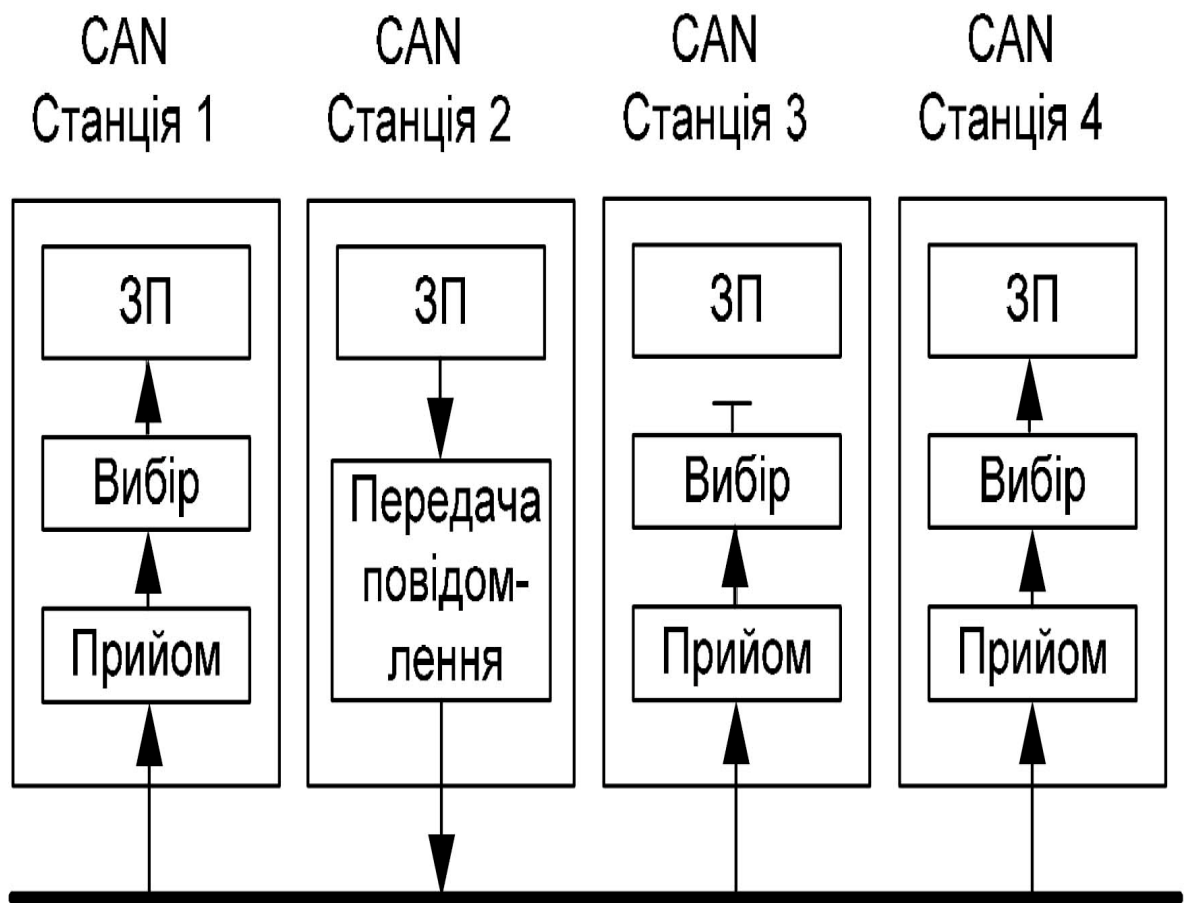 CAN
Станція 1
CAN
Станція 2
CAN
Станція 3
CAN
Станція 4
ЗП
Вибір
Прийом
ЗП
Передача
повідом-
лення
ЗП
Вибір
Прийом
ЗП
Вибір
Прийом